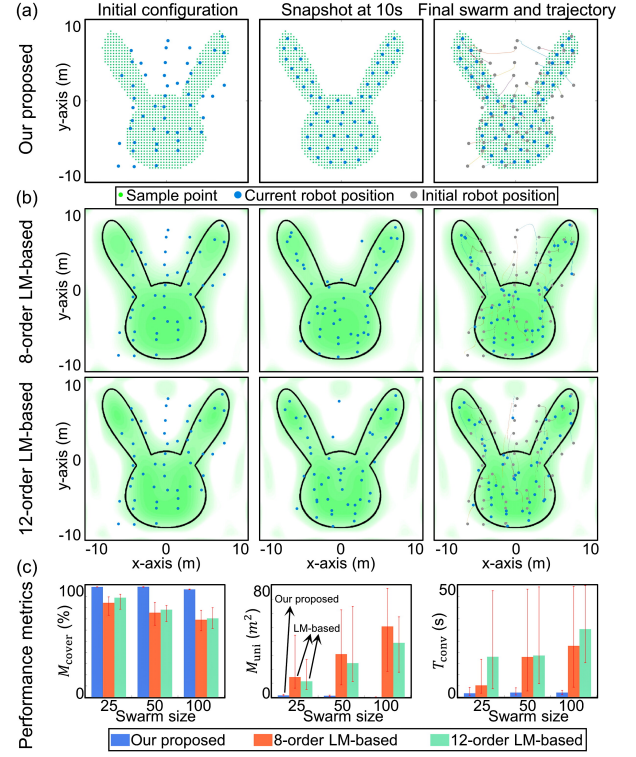 (a)
Initial configuration
Snapshot at 10s
Final swarm and trajectory
Our proposed
y-axis (m)
10
0
-10
Sample point
Current robot position
Initial robot position
(b)
8-order LM-based
y-axis (m)
10
0
-10
12-order LM-based
y-axis (m)
10
0
-10
-10 0 10
x-axis (m)
-10 0 10
x-axis (m)
-10 0 10
x-axis (m)
(c)
Performance metrics
M_cover (%)
100
0
25 50 100
Swarm size
M_uni (m²)
80
0
Our proposed
LM-based
25 50 100
Swarm size
T_conv (s)
50
0
25 50 100
Swarm size
Our proposed
8-order LM-based
12-order LM-based